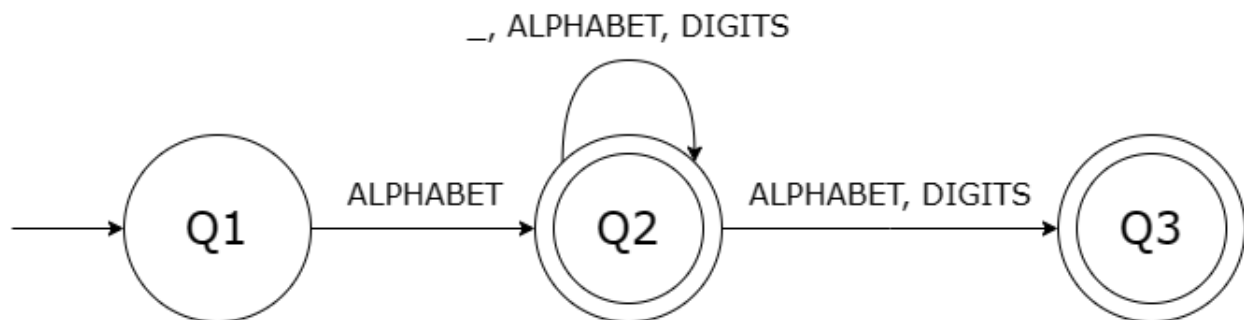 _, ALPHABET, DIGITS
ALPHABET
ALPHABET, DIGITS
Q1
Q2
Q3